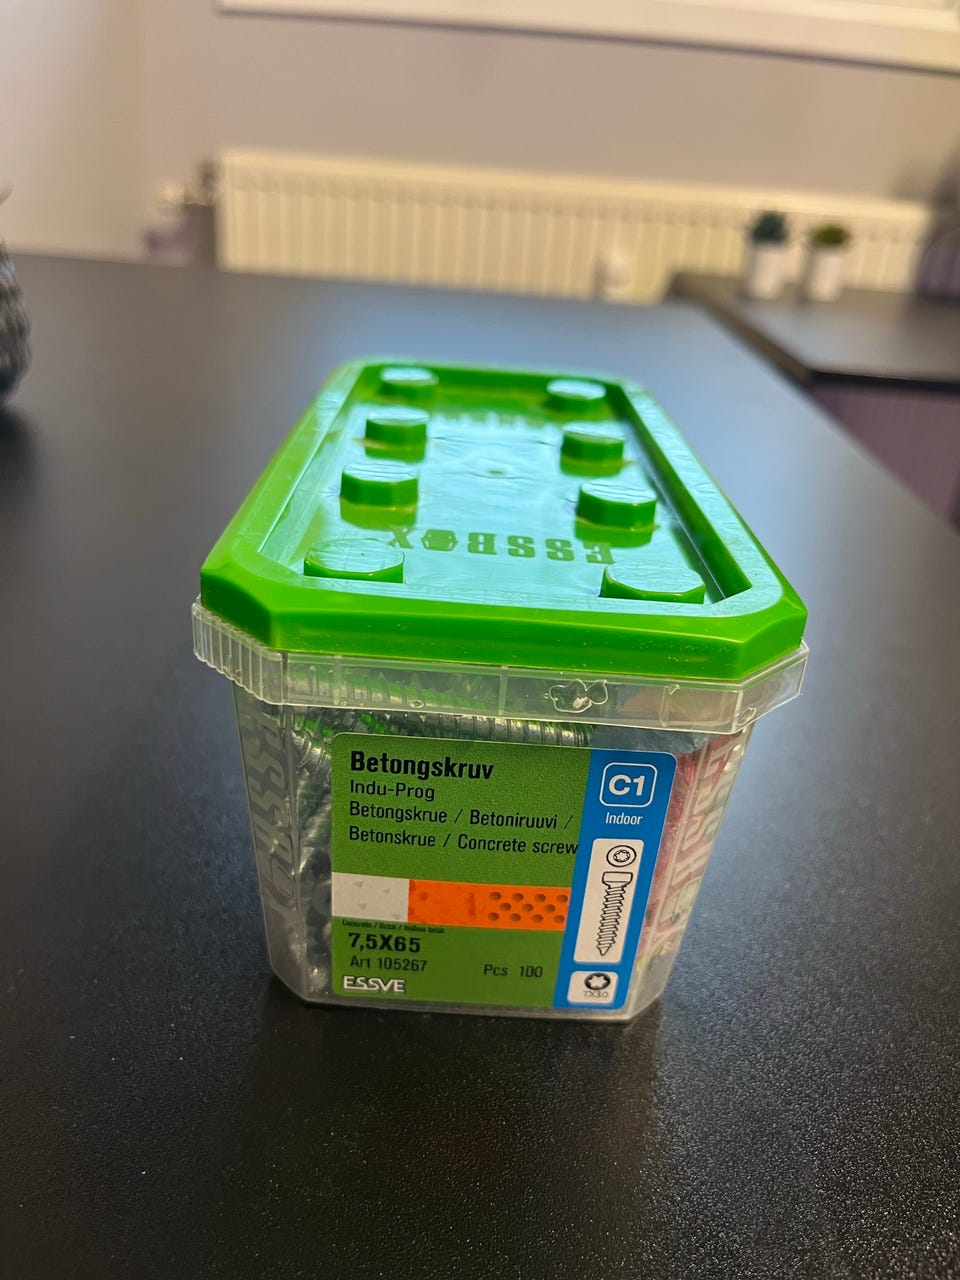 ESSBOX
Betongskruv
Indu-Prog
Betongskrue / Betoniruuvi /
Betonskrue / Concrete screw
Concrete / Brick / Hollow brick
7,5X65
Art 105267
Pcs 100
ESSVE
C1
Indoor
TX30